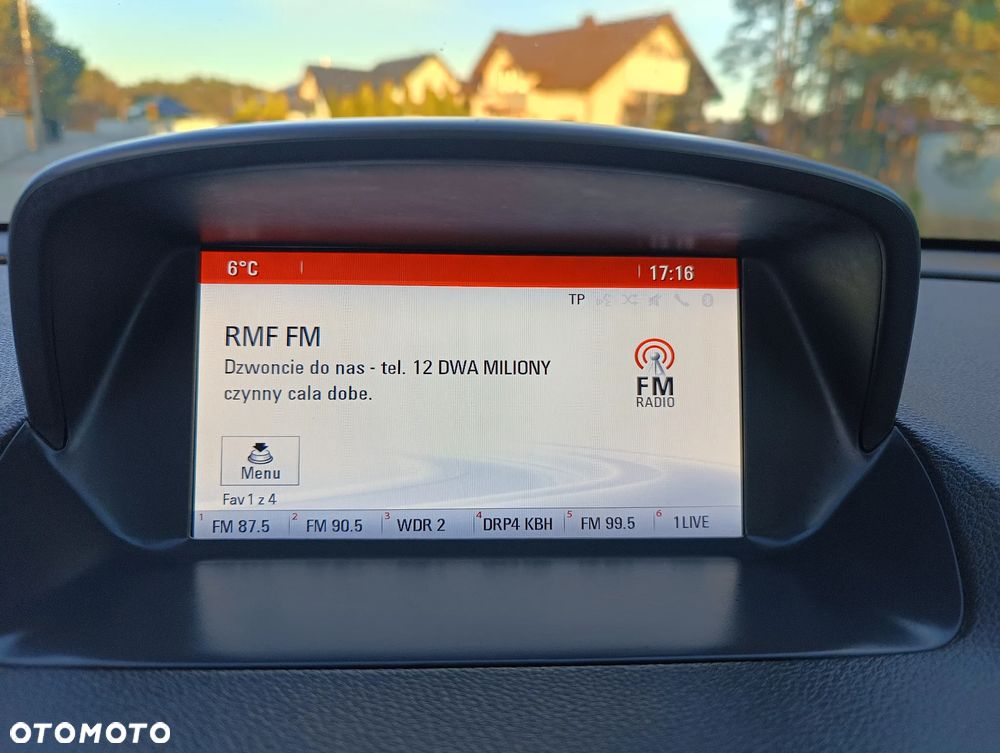 6°C 17:16
TP
RMF FM
Dzwoncie do nas - tel. 12 DWA MILIONY
czynny cala dobe.
FM
RADIO
Menu
Fav 1 z 4
1 FM 87.5 2 FM 90.5 3 WDR 2 4 DRP4 KBH 5 FM 99.5 6 1LIVE
OTOMOTO